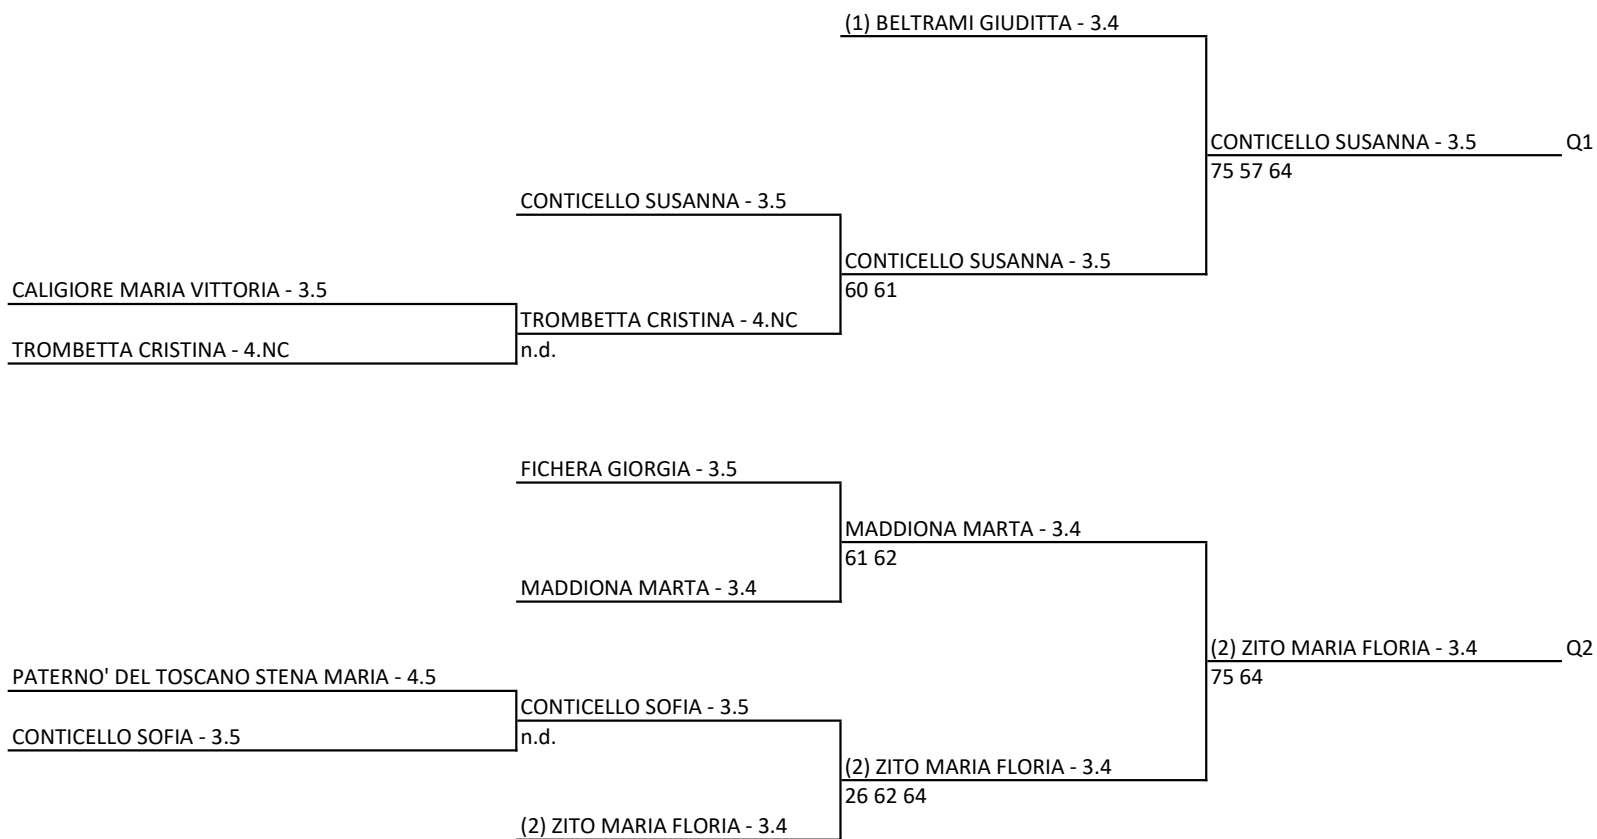 (1) BELTRAMI GIUDITTA - 3.4
CONTICELLO SUSANNA - 3.5 Q1
75 57 64
CONTICELLO SUSANNA - 3.5
CONTICELLO SUSANNA - 3.5
60 61
CALIGIORE MARIA VITTORIA - 3.5
TROMBETTA CRISTINA - 4.NC
n.d.
TROMBETTA CRISTINA - 4.NC
FICHERA GIORGIA - 3.5
MADDIONA MARTA - 3.4
61 62
MADDIONA MARTA - 3.4
(2) ZITO MARIA FLORIA - 3.4 Q2
75 64
PATERNO' DEL TOSCANO STENA MARIA - 4.5
CONTICELLO SOFIA - 3.5
n.d.
CONTICELLO SOFIA - 3.5
(2) ZITO MARIA FLORIA - 3.4
26 62 64
(2) ZITO MARIA FLORIA - 3.4